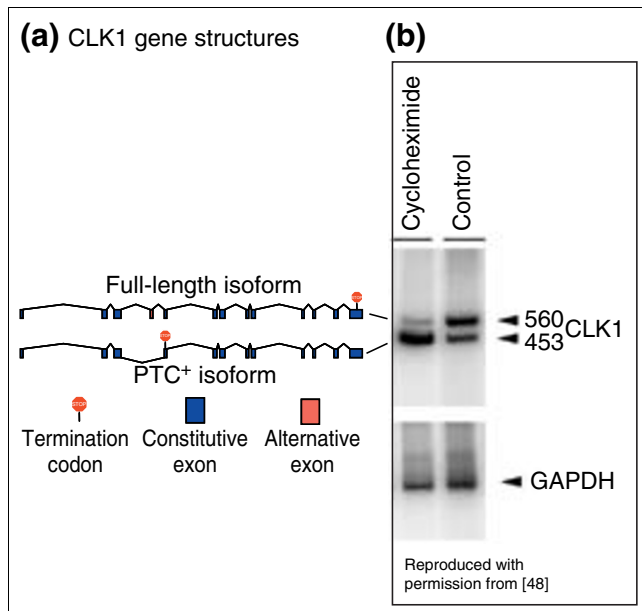 (a) CLK1 gene structures
(b)
Cycloheximide
Control
Full-length isoform
STOP
STOP
PTC+ isoform
560 CLK1
453
STOP
Termination codon
Constitutive exon
Alternative exon
GAPDH
Reproduced with
permission from [48]